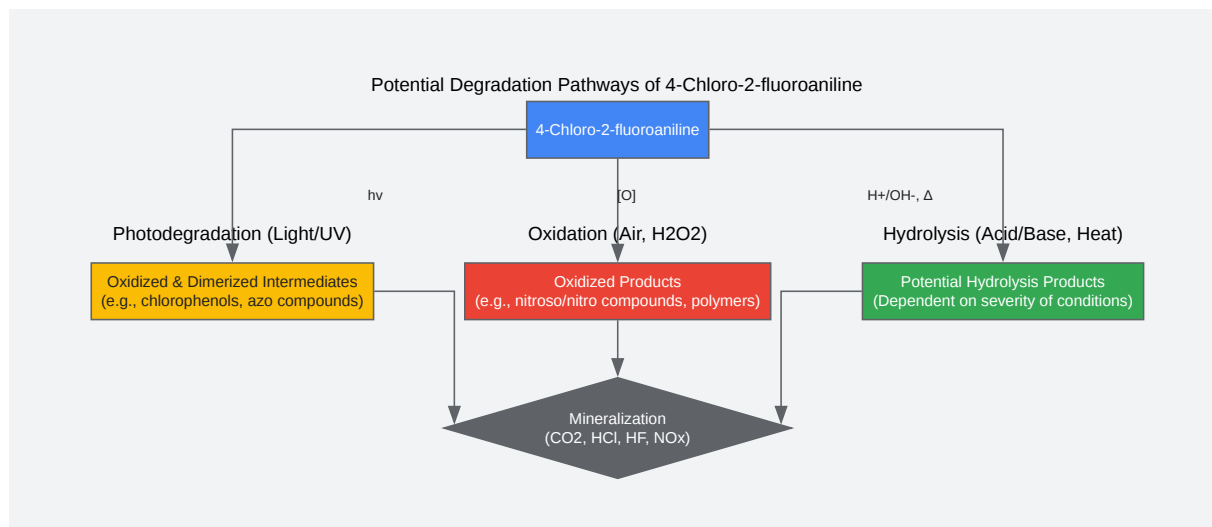 Potential Degradation Pathways of 4-Chloro-2-fluoroaniline
4-Chloro-2-fluoroaniline
hv
[O]
H+/OH-, Δ
Photodegradation (Light/UV)
Oxidation (Air, H2O2)
Hydrolysis (Acid/Base, Heat)
Oxidized & Dimerized Intermediates
(e.g., chlorophenols, azo compounds)
Oxidized Products
(e.g., nitroso/nitro compounds, polymers)
Potential Hydrolysis Products
(Dependent on severity of conditions)
Mineralization
(CO2, HCl, HF, NOx)